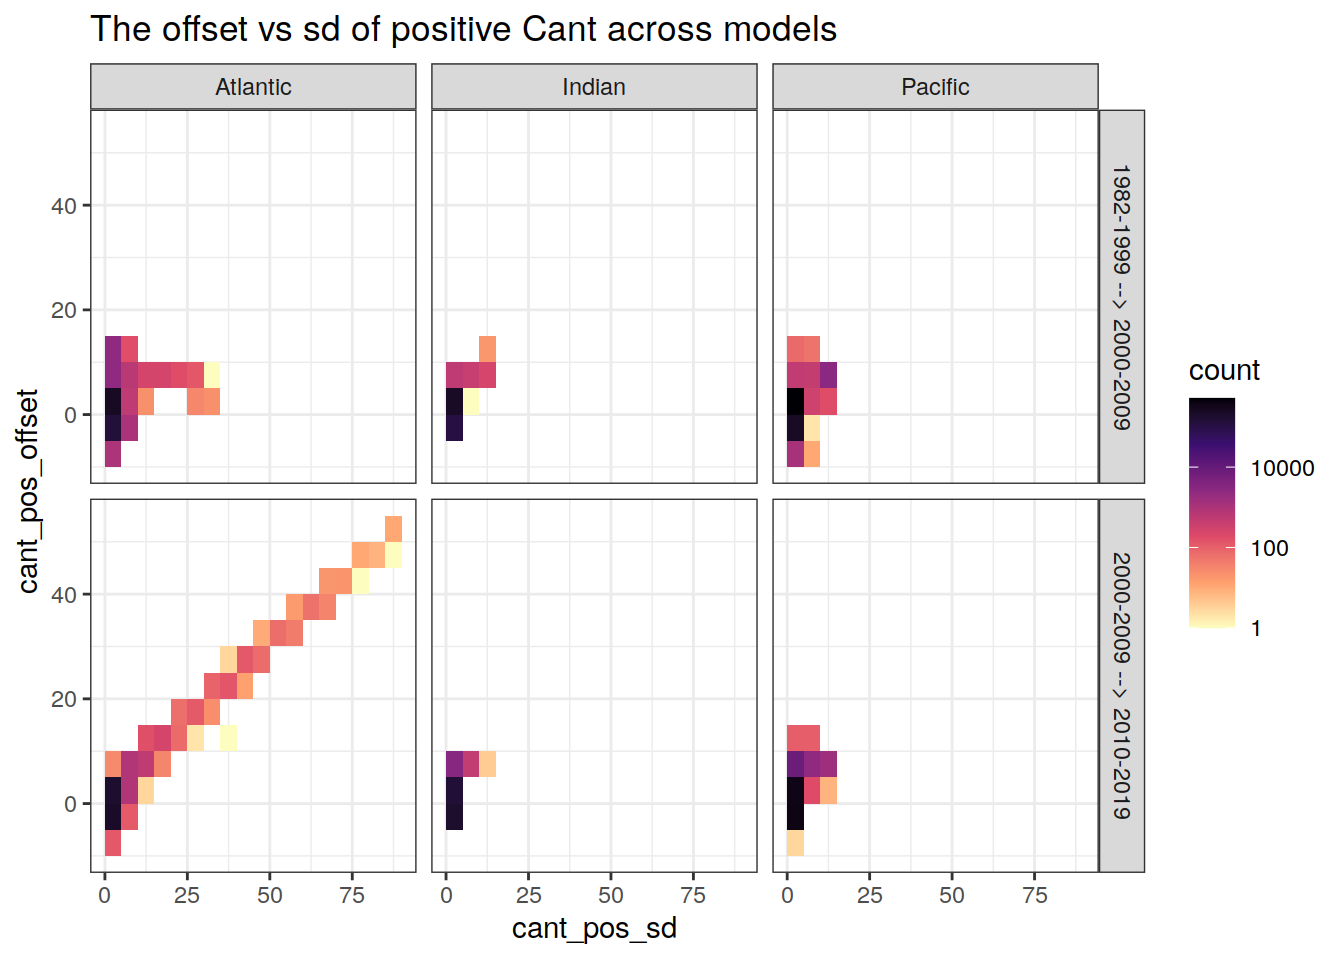 The offset vs sd of positive Cant across models
Atlantic
Indian
Pacific
1982-1999 --> 2000-2009
2000-2009 --> 2010-2019
cant_pos_offset
40
20
0
40
20
0
0
25
50
75
0
25
50
75
0
25
50
75
cant_pos_sd
count
10000
100
1